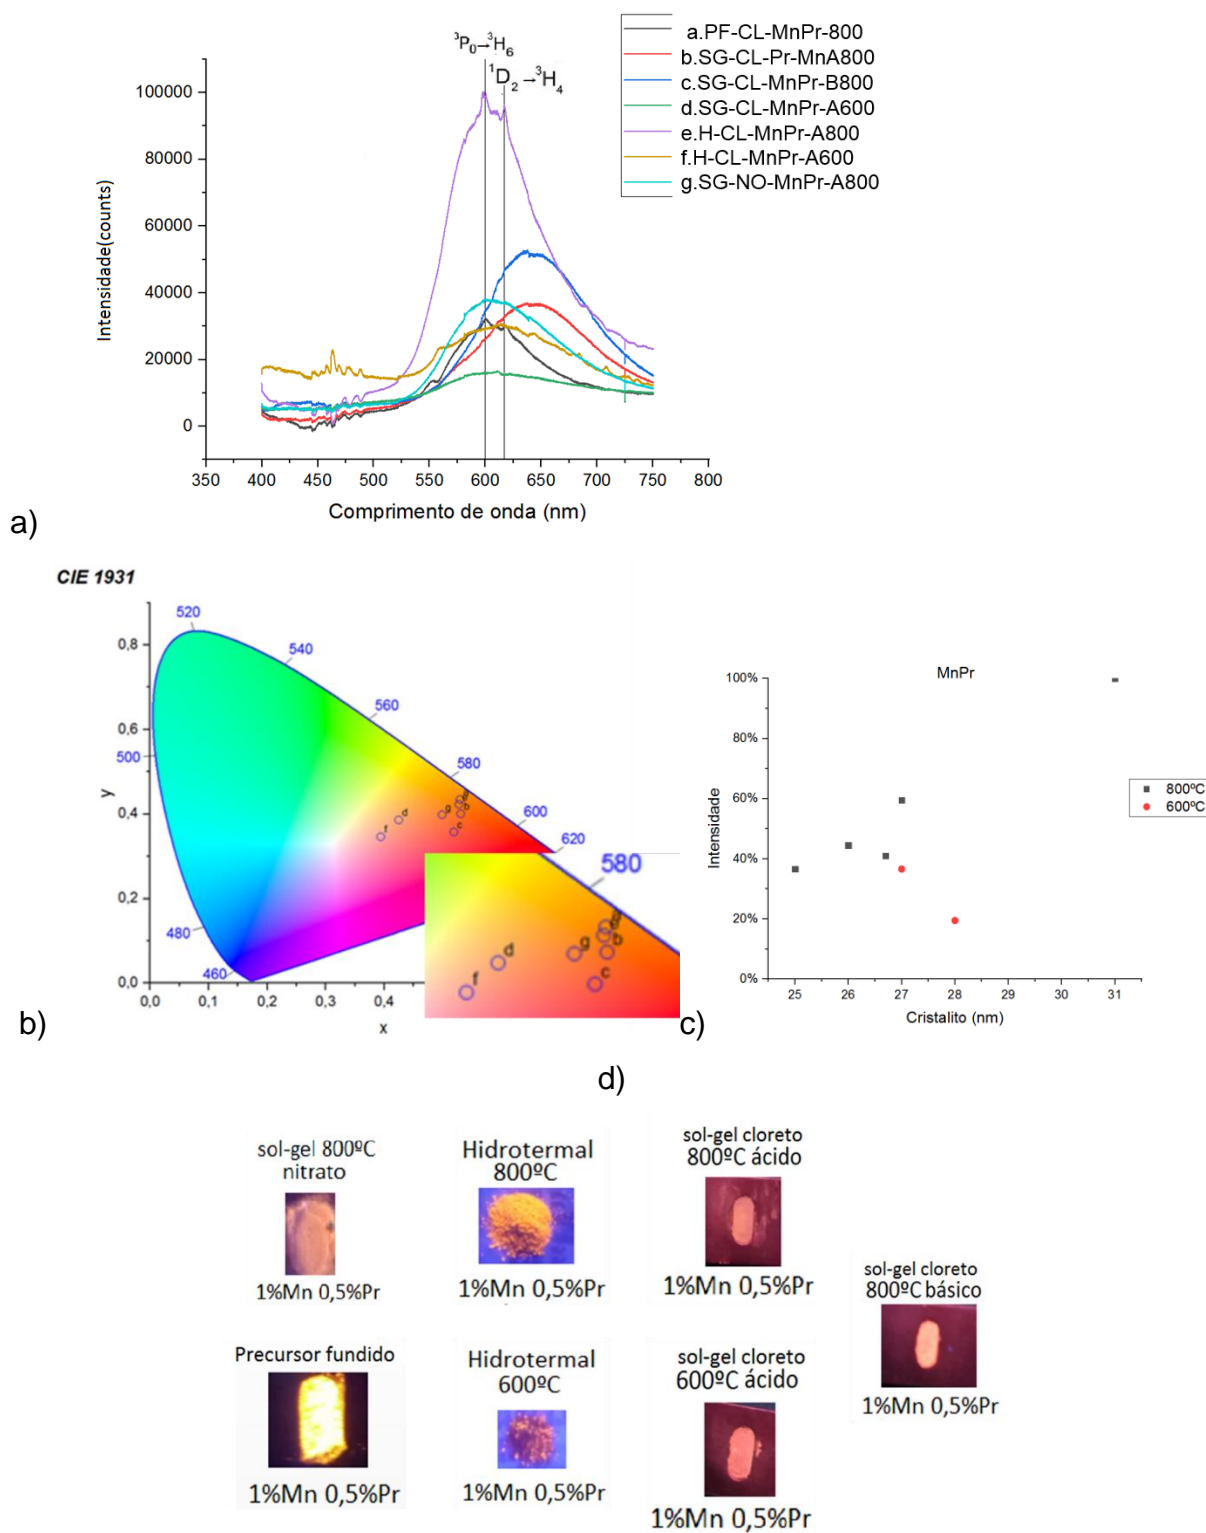 ³P₀→³H₆
¹D₂→³H₄
a.PF-CL-MnPr-800
b.SG-CL-Pr-MnA800
c.SG-CL-MnPr-B800
d.SG-CL-MnPr-A600
e.H-CL-MnPr-A800
f.H-CL-MnPr-A600
g.SG-NO-MnPr-A800
Intensidade(counts)
100000
80000
60000
40000
20000
0
350 400 450 500 550 600 650 700 750 800
Comprimento de onda (nm)
a)
CIE 1931
520
540
560
580
600
620
500
480
460
0,8
0,6
0,4
0,2
0,0
y
0,0 0,1 0,2 0,3 0,4
x
g b
d
c
f
580
g b
d
c
f
b)
MnPr
100%
80%
60%
40%
20%
0%
Intensidade
25 26 27 28 29 30 31
Cristalito (nm)
800ºC
600ºC
c)
d)
sol-gel 800ºC
nitrato
1%Mn 0,5%Pr
Hidrotermal
800ºC
1%Mn 0,5%Pr
sol-gel cloreto
800ºC ácido
1%Mn 0,5%Pr
sol-gel cloreto
800ºC básico
1%Mn 0,5%Pr
Precursor fundido
1%Mn 0,5%Pr
Hidrotermal
600ºC
1%Mn 0,5%Pr
sol-gel cloreto
600ºC ácido
1%Mn 0,5%Pr